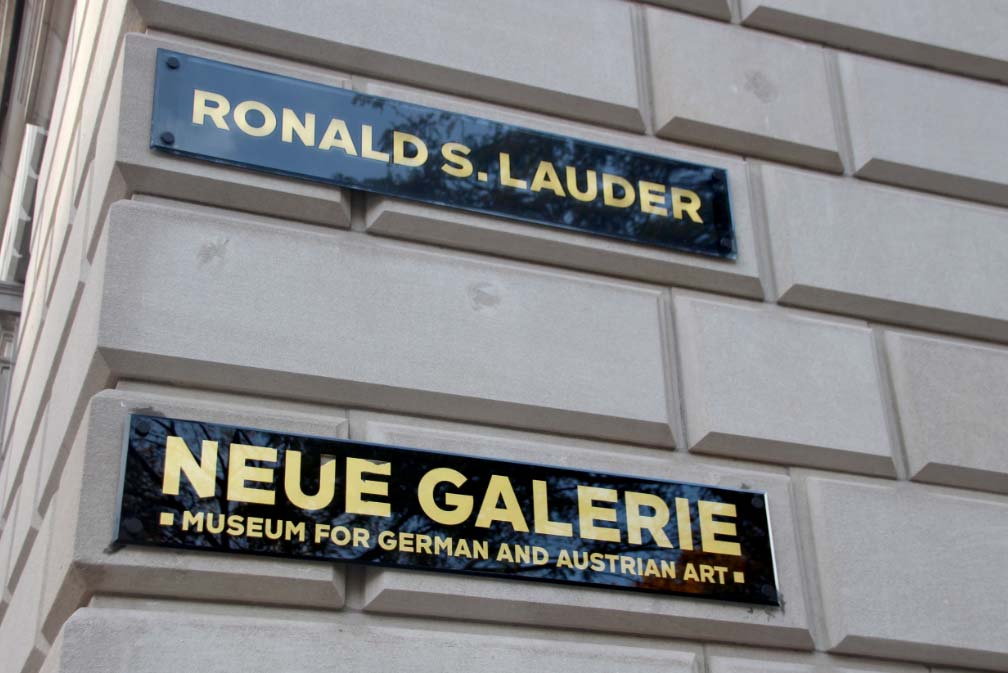 RONALD S. LAUDER
NEUE GALERIE
▪ MUSEUM FOR GERMAN AND AUSTRIAN ART ▪